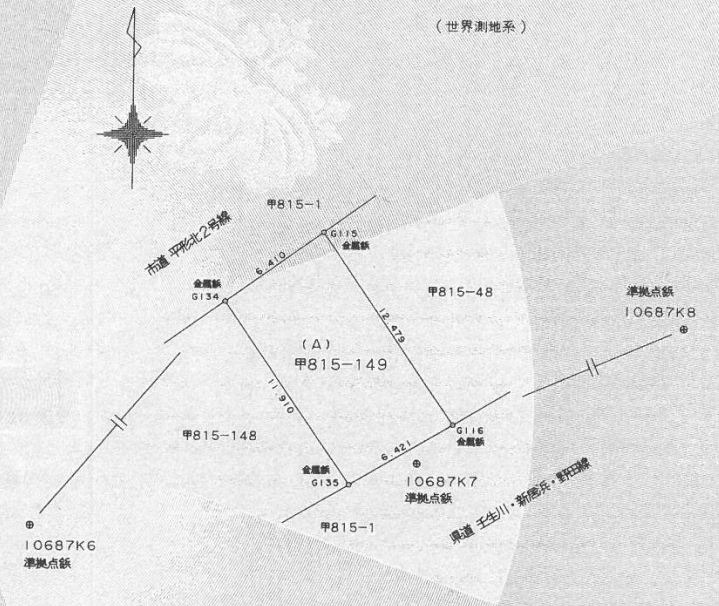 (世界測地系)
甲815-1
市道 平形北2号線
G115
金属鋲
6.410
金属鋲
G134
甲815-48
準拠点鋲
10687K8
12.479
(A)
甲815-149
11.910
甲815-148
G116
金属鋲
6.421
金属鋲
G135
10687K7
準拠点鋲
県道 壬生川・新居浜・野田線
甲815-1
10687K6
準拠点鋲